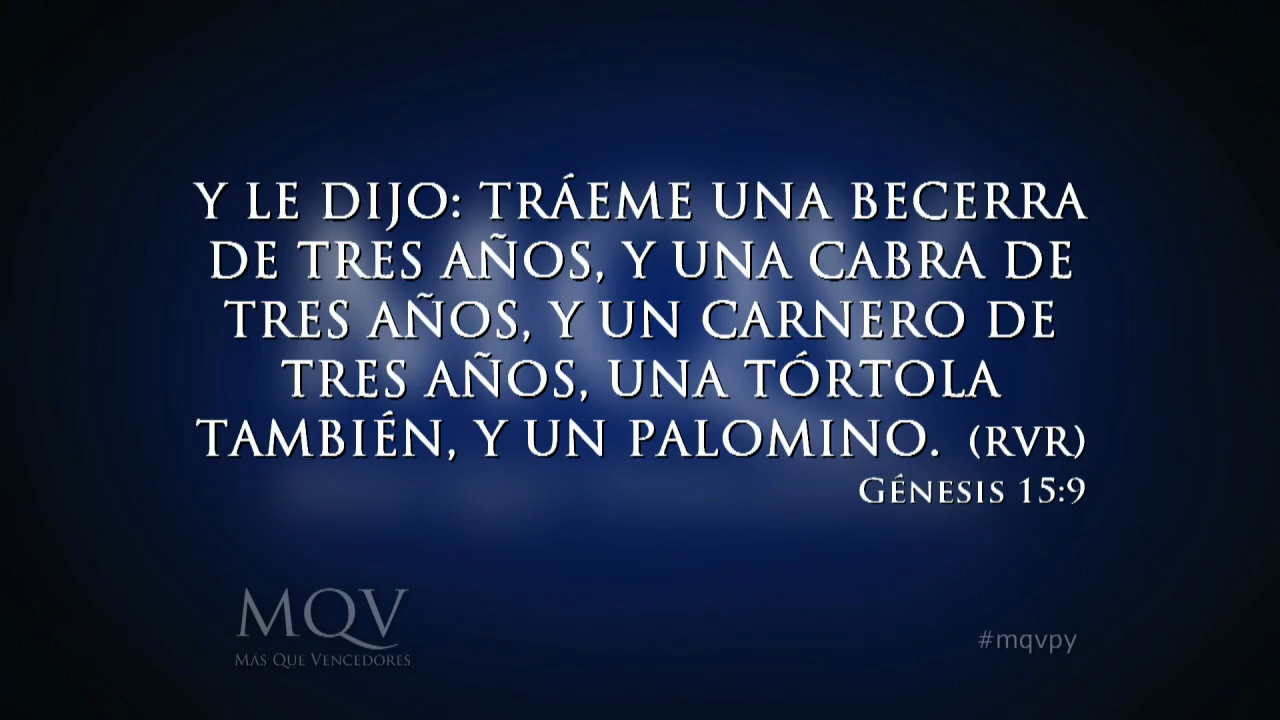 Y LE DIJO: TRÁEME UNA BECERRA
DE TRES AÑOS, Y UNA CABRA DE
TRES AÑOS, Y UN CARNERO DE
TRES AÑOS, UNA TÓRTOLA
TAMBIÉN, Y UN PALOMINO. (RVR)
GÉNESIS 15:9
MQV
MÁS QUE VENCEDORES
#mqvpy